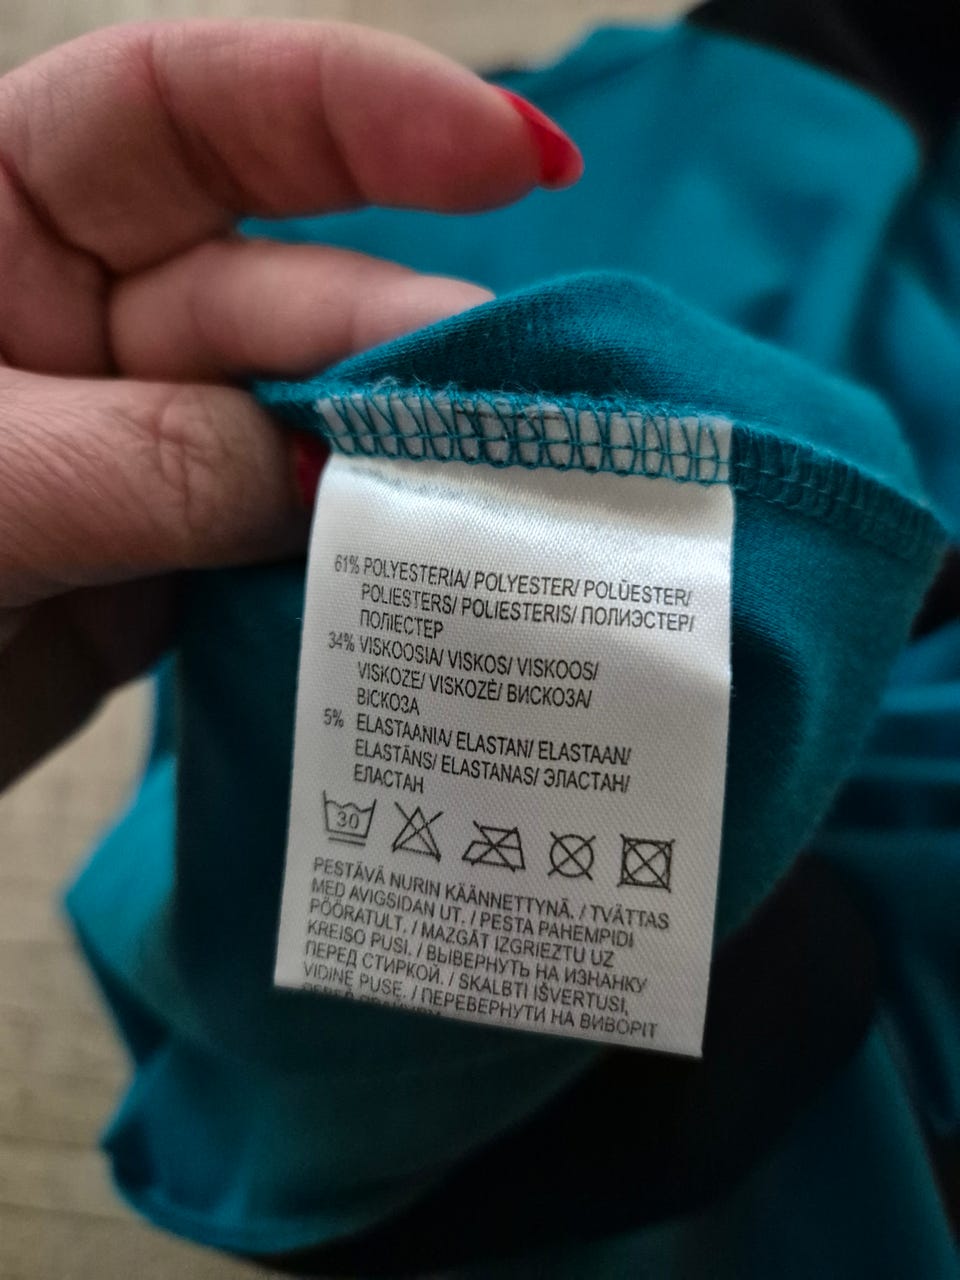 61% POLYESTERIA/ POLYESTER/ POLÜESTER/
POLIESTERS/ POLIESTERIS/ ПОЛИЭСТЕР/
ПОЛІЕСТЕР
34% VISKOOSIA/ VISKOS/ VISKOOS/
VISKOZE/ VISKOZĖ/ ВИСКОЗА/
ВІСКОЗА
5% ELASTAANIA/ ELASTAN/ ELASTAAN/
ELASTĀNS/ ELASTANAS/ ЭЛАСТАН/
ЕЛАСТАН
30
PESTÄVÄ NURIN KÄÄNNETTYNÄ. / TVÄTTAS
MED AVIGSIDAN UT. / PESTA PAHEMPIDI
PÖÖRATULT. / MAZGĀT IZGRIEZTU UZ
KREISO PUSI. / ВЫВЕРНУТЬ НА ИЗНАНКУ
ПЕРЕД СТИРКОЙ. / SKALBTI IŠVERTUSI,
VIDINE PUSE. / ПЕРЕВЕРНУТИ НА ВИВОРІТ